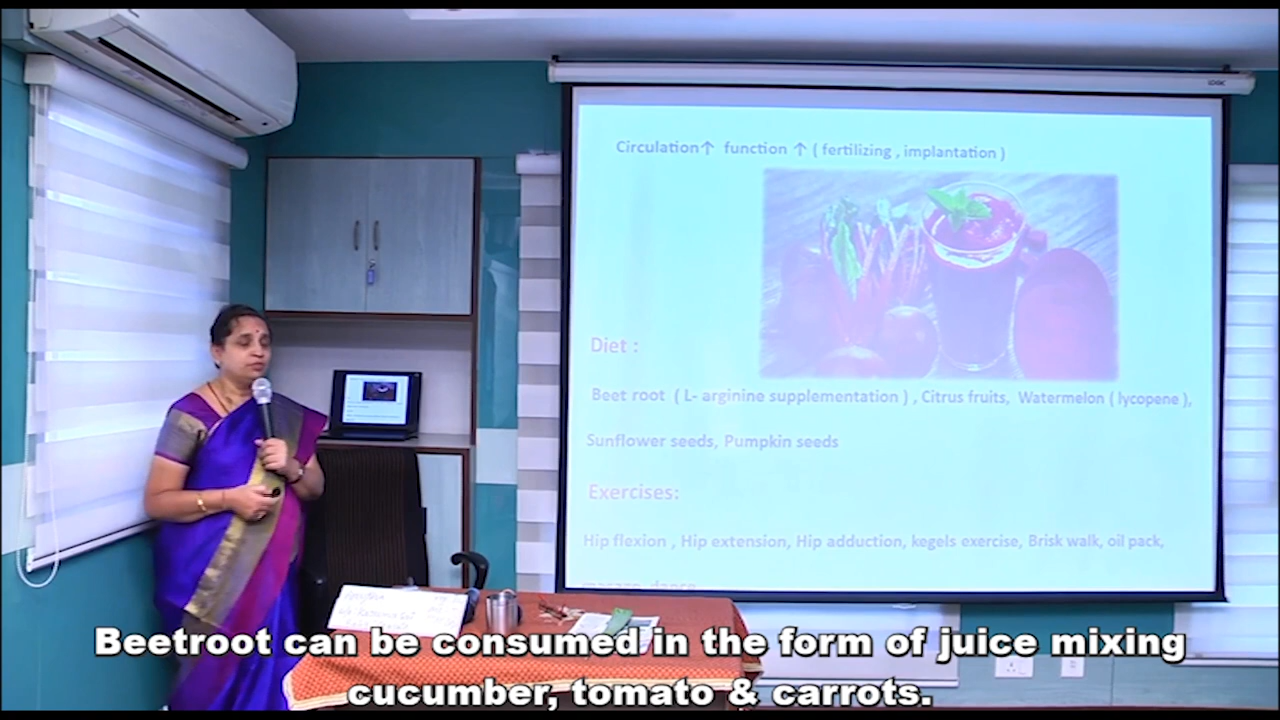 Circulation↑ function ↑ ( fertilizing , implantation )
Diet :
Beet root ( L- arginine supplementation ) , Citrus fruits, Watermelon ( lycopene ),
Sunflower seeds, Pumpkin seeds
Exercises:
Hip flexion , Hip extension, Hip adduction, kegels exercise, Brisk walk, oil pack,
Beetroot can be consumed in the form of juice mixing
cucumber, tomato & carrots.